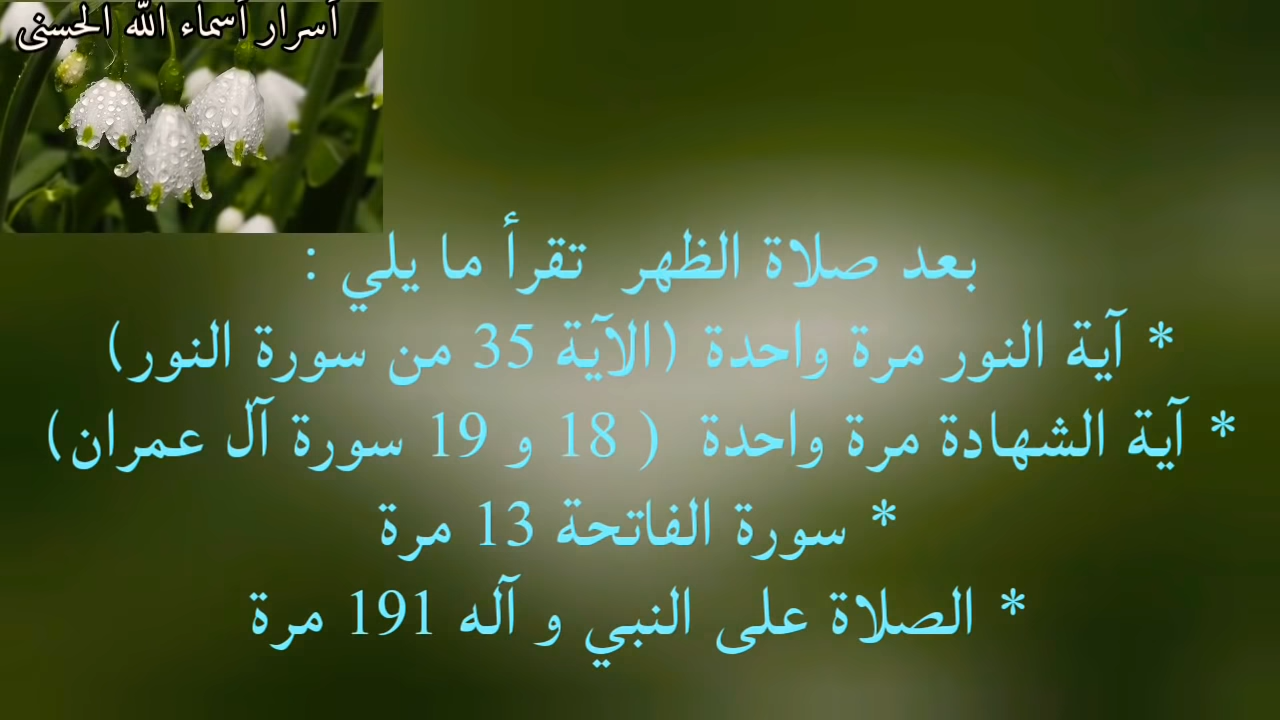 أسرار أسماء الله الحسنى
بعد صلاة الظهر تقرأ ما يلي :
* آية النور مرة واحدة (الآية 35 من سورة النور)
* آية الشهادة مرة واحدة ( 18 و 19 سورة آل عمران)
* سورة الفاتحة 13 مرة
* الصلاة على النبي و آله 191 مرة